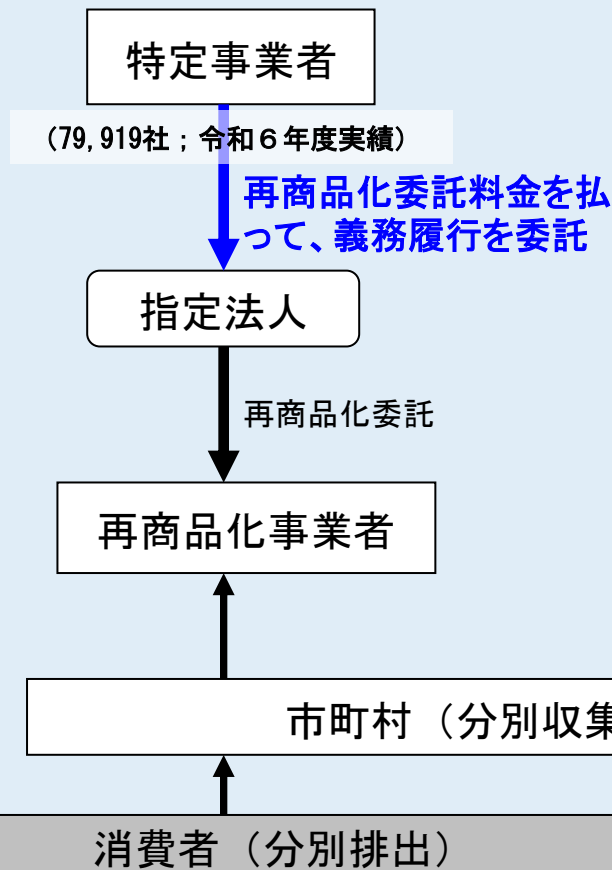 特定事業者
（79,919社；令和６年度実績）
再商品化委託料金を払
って、義務履行を委託
指定法人
再商品化委託
再商品化事業者
市町村（分別収集
消費者（分別排出）